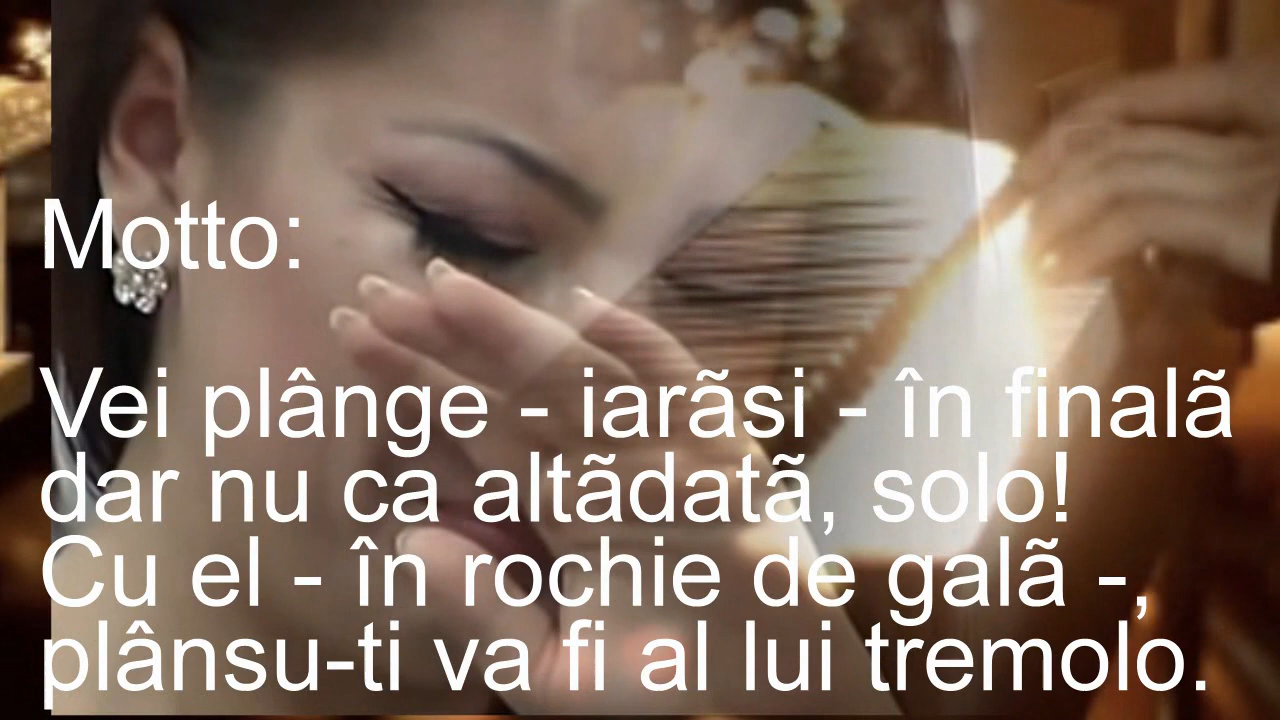 Motto:
Vei plânge - iarãsi - în finalã
dar nu ca altãdatã, solo!
Cu el - în rochie de galã -,
plânsu-ti va fi al lui tremolo.